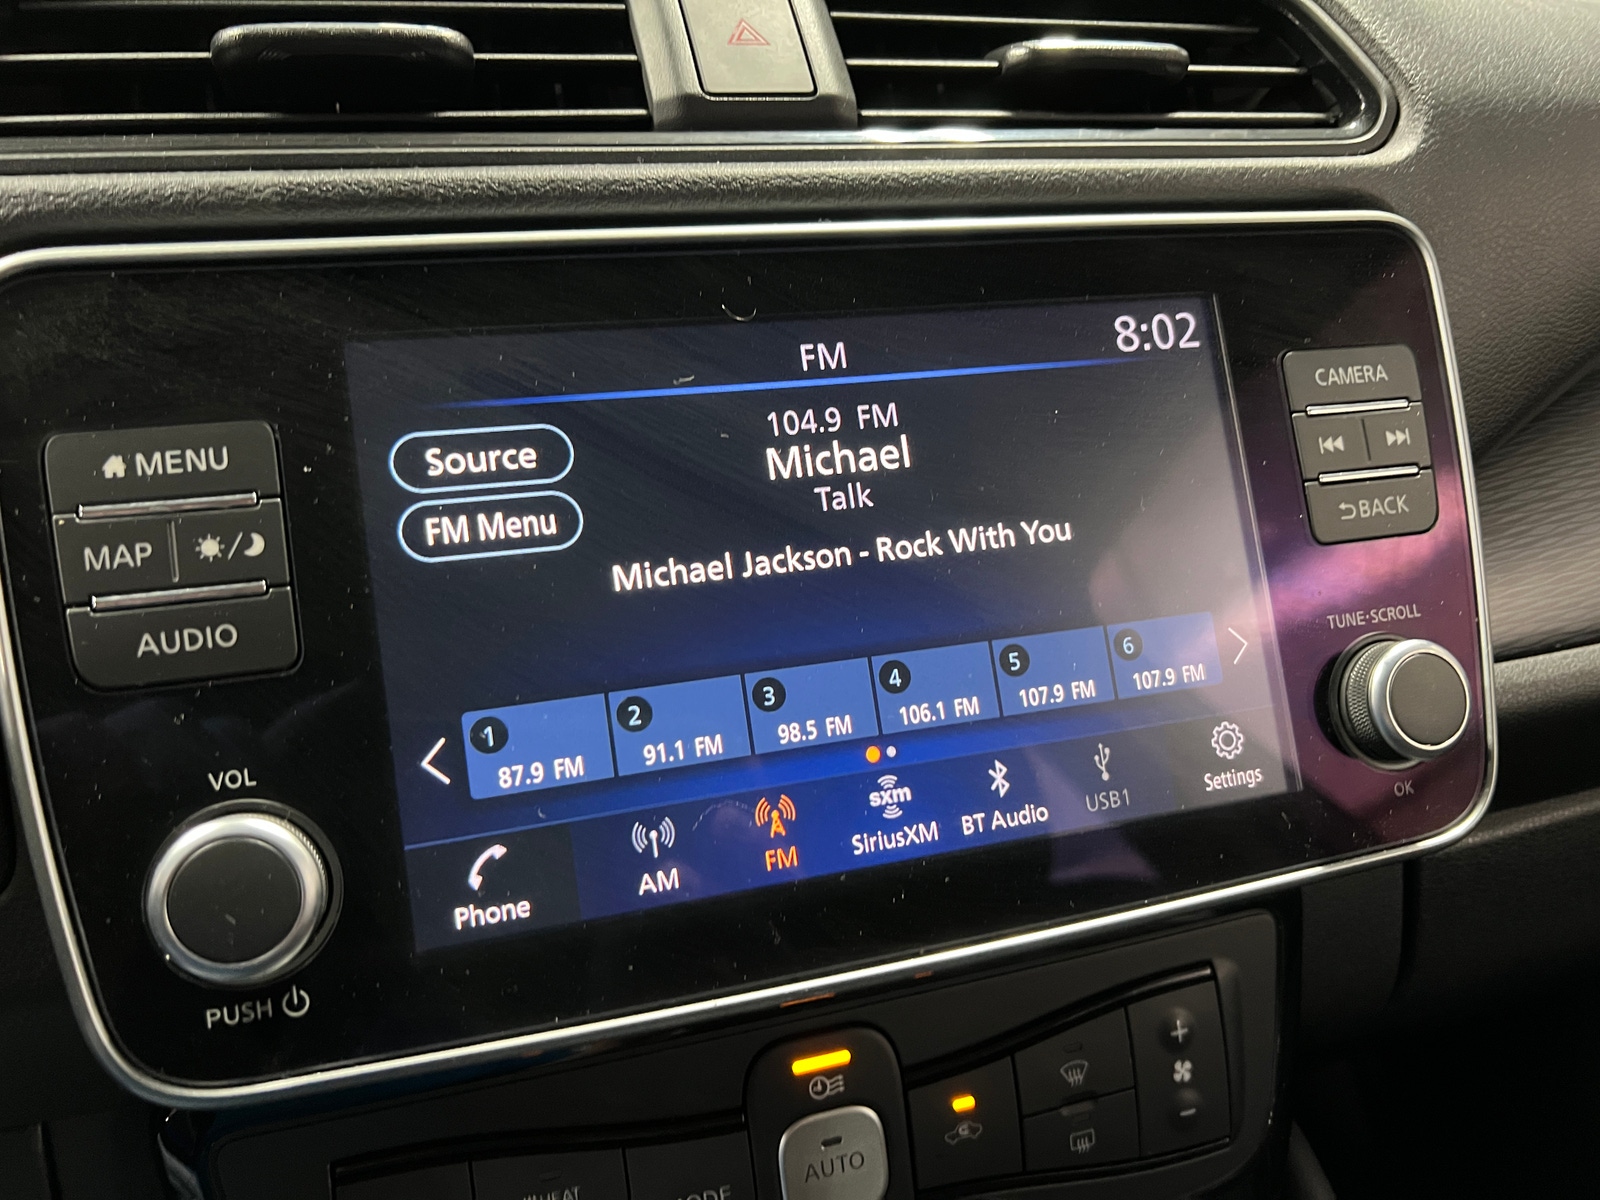 8:02
FM
104.9 FM
Michael
Talk
Source
FM Menu
Michael Jackson - Rock With You
1
87.9 FM
2
91.1 FM
3
98.5 FM
4
106.1 FM
5
107.9 FM
6
107.9 FM
Phone
AM
FM
sxm
SiriusXM
BT Audio
USB1
Settings
MENU
MAP
AUDIO
VOL
PUSH
CAMERA
BACK
TUNE·SCROLL
OK
AUTO
MODE